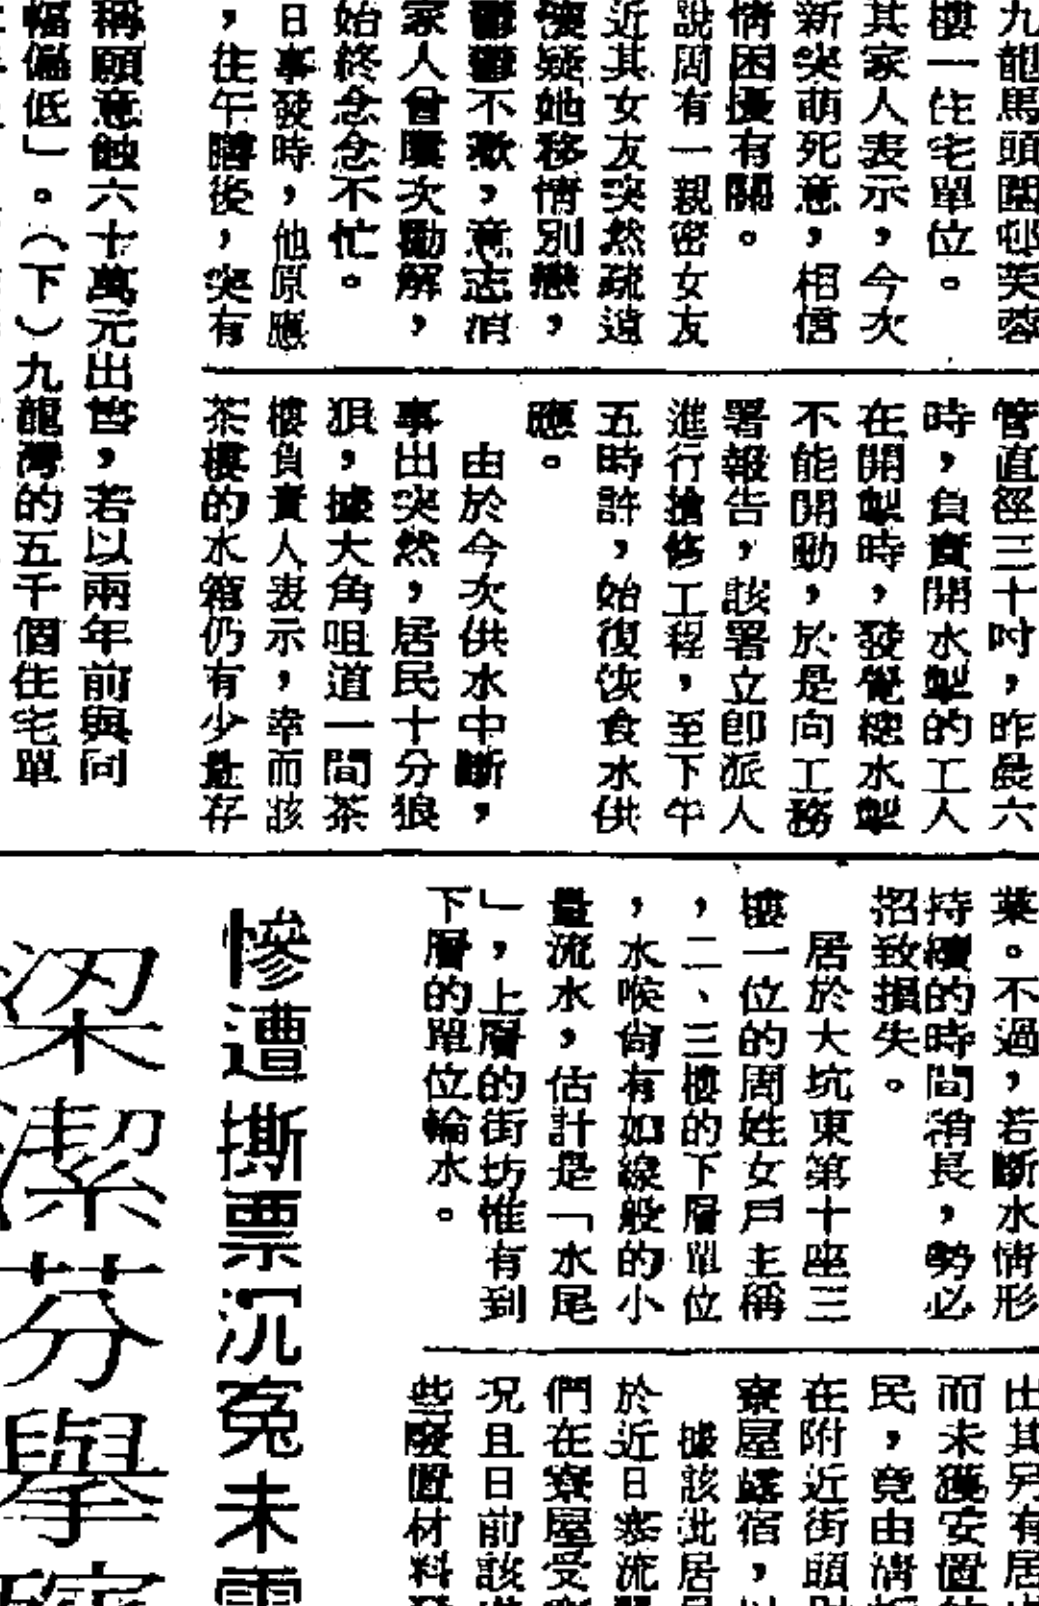 九龍馬頭圍邨芙蓉
樓一住宅單位。
其家人表示，今次
新突萌死意，相信
情困擾有關。
說周有一親密女友
近其女友突然疏遠
懷疑她移情別戀，
鬱鬱不歡，意志消
家人曾屢次勸解，
始終念念不忙。
日事發時，他原應
，往午膳後，突有
管直徑三十吋，昨晨六
時，負責開水掣的工人
在開掣時，發覺總水掣
不能開動，於是向工務
署報告，該署立即派人
進行搶修工程，至下午
五時許，始復恢食水供
應。
由於今次供水中斷，
事出突然，居民十分狼
狽，據大角咀道一間茶
樓負責人表示，幸而該
茶樓的水箱仍有少量存
稱願意蝕六十萬元出售，若以兩年前與同
幅偏低」。（下）九龍灣的五千個住宅單
業。不過，若斷水情形
持續的時間稍長，勢必
招致損失。
居於大坑東第十座三
樓一位的周姓女戶主稱
，二、三樓的下層單位
，水喉尚有如線般的小
量流水，估計是「水尾
」，上層的街坊惟有到
下層的單位輪水。
出其另有居
而未獲安置的
民，竟由清拆
在附近街頭
寮屋露宿，以
據該批居
於近日寒流
們在寮屋受
況且日前該
些廢置材料
慘遭撕票沉冤未雪
梁潔芬舉殯